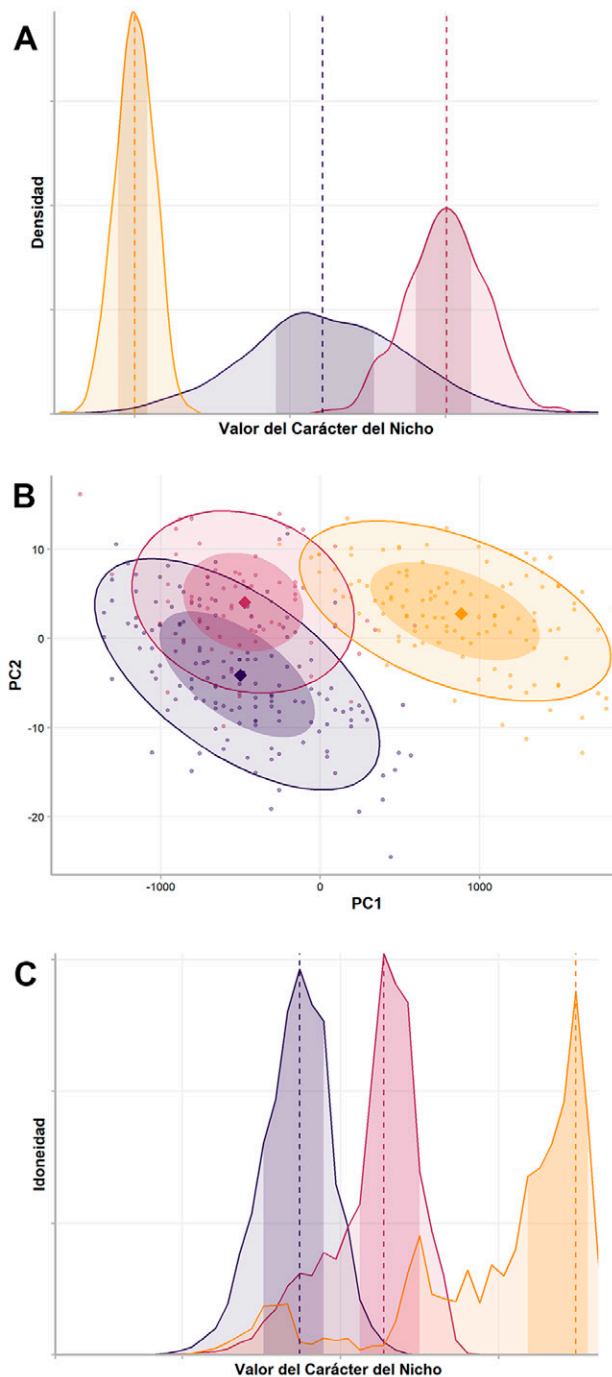 A
Densidad
Valor del Carácter del Nicho
B
PC2
10
0
-10
-20
-1000
0
1000
PC1
C
Idoneidad
Valor del Carácter del Nicho